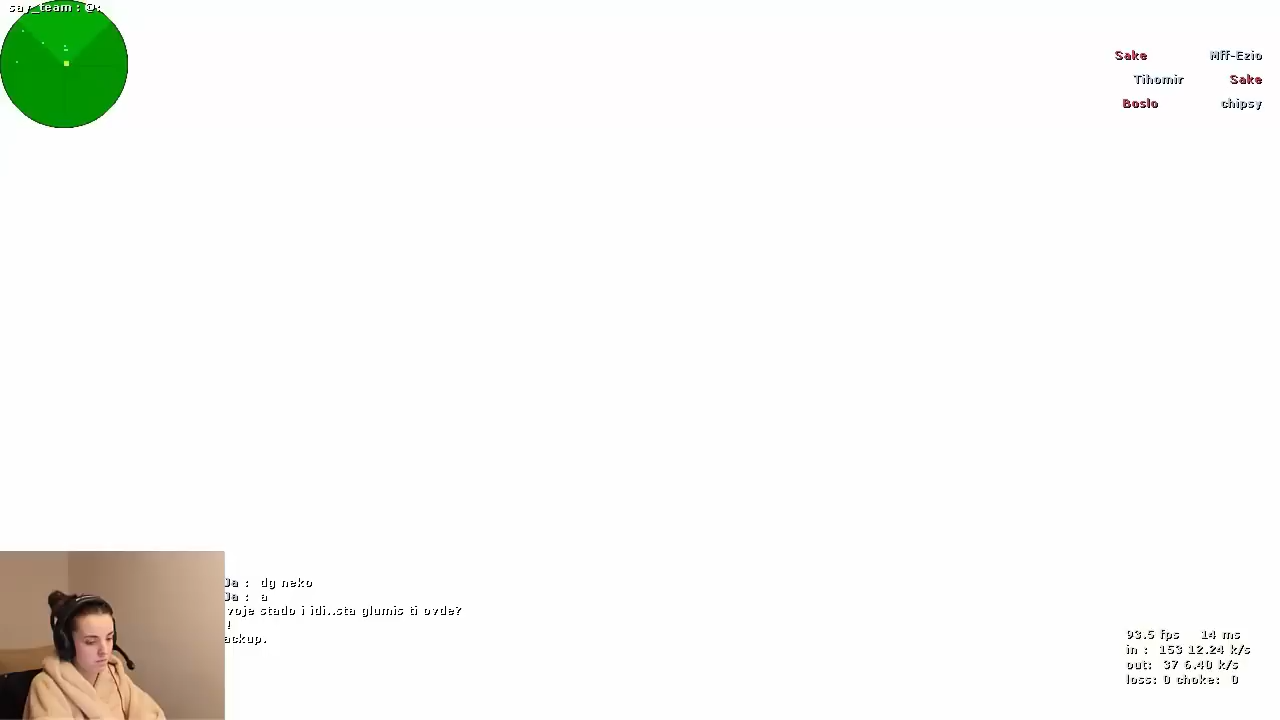 say_team : @:
Sake Mff-Ezio
Tihomir Sake
Boslo chipsy
Ja : dg neko
Ja : a
voje stado i idi..sta glumis ti ovde?
!
ackup.
93.5 fps 14 ms
in : 153 12.24 k/s
out: 37 6.40 k/s
loss: 0 choke: 0